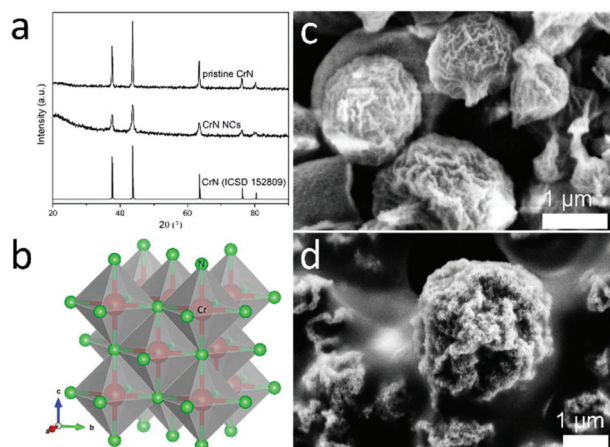 a
Intensity (a.u.)
pristine CrN
CrN NCs
CrN (ICSD 152809)
20 40 60 80
2θ (°)
b
N
Cr
c
a
b
c
1 μm
d
1 μm